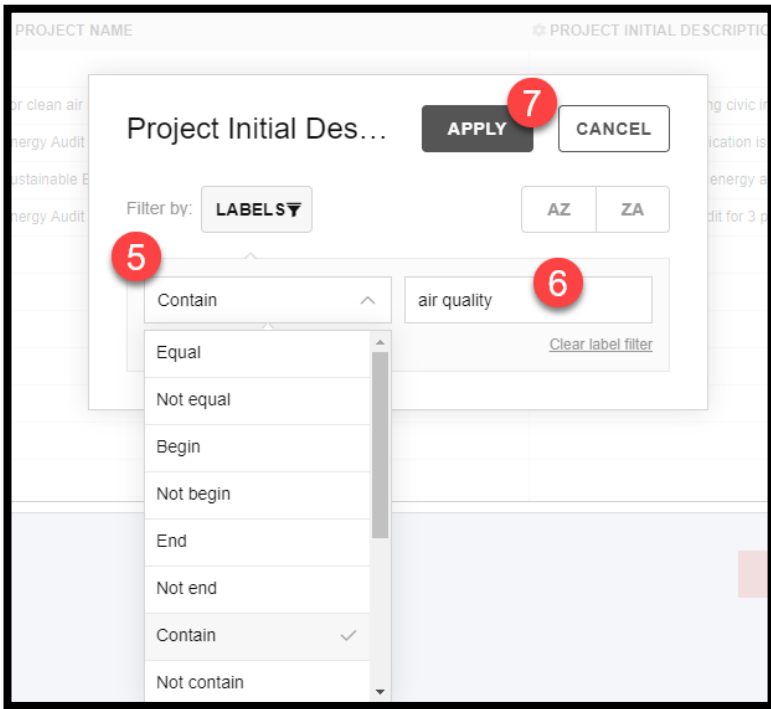 PROJECT NAME
PROJECT INITIAL DESCRIPTIO
7
Project Initial Des...
APPLY
CANCEL
or clean air
ng civic in
nergy Audit
ication is
ustainable E
energy a
nergy Audit
dit for 3 p
Filter by:
LABELS
AZ
ZA
5
6
Contain
air quality
Clear label filter
Equal
Not equal
Begin
Not begin
End
Not end
Contain
Not contain